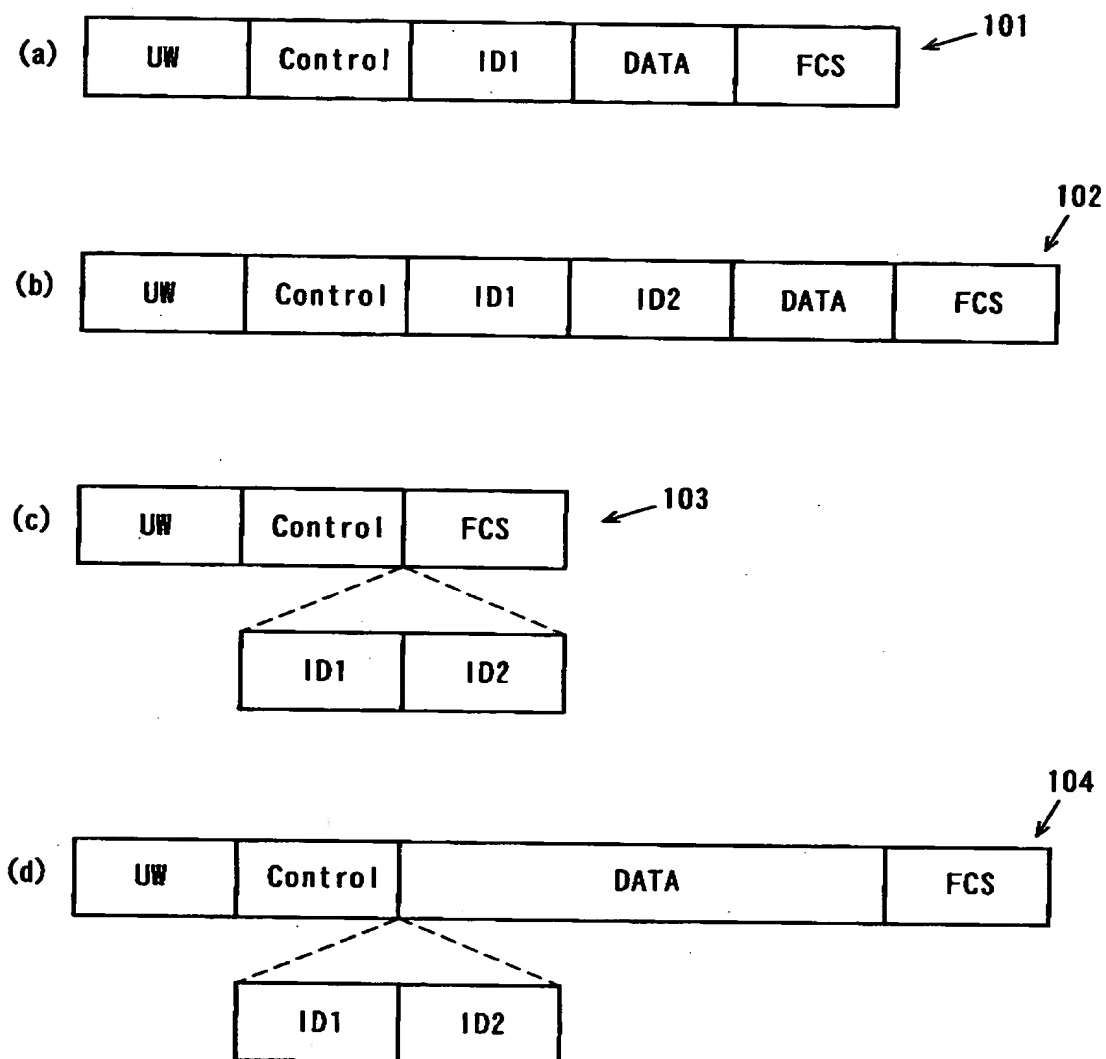 101
(a) UW Control ID1 DATA FCS
102
(b) UW Control ID1 ID2 DATA FCS
103
(c) UW Control FCS
ID1 ID2
104
(d) UW Control DATA FCS
ID1 ID2